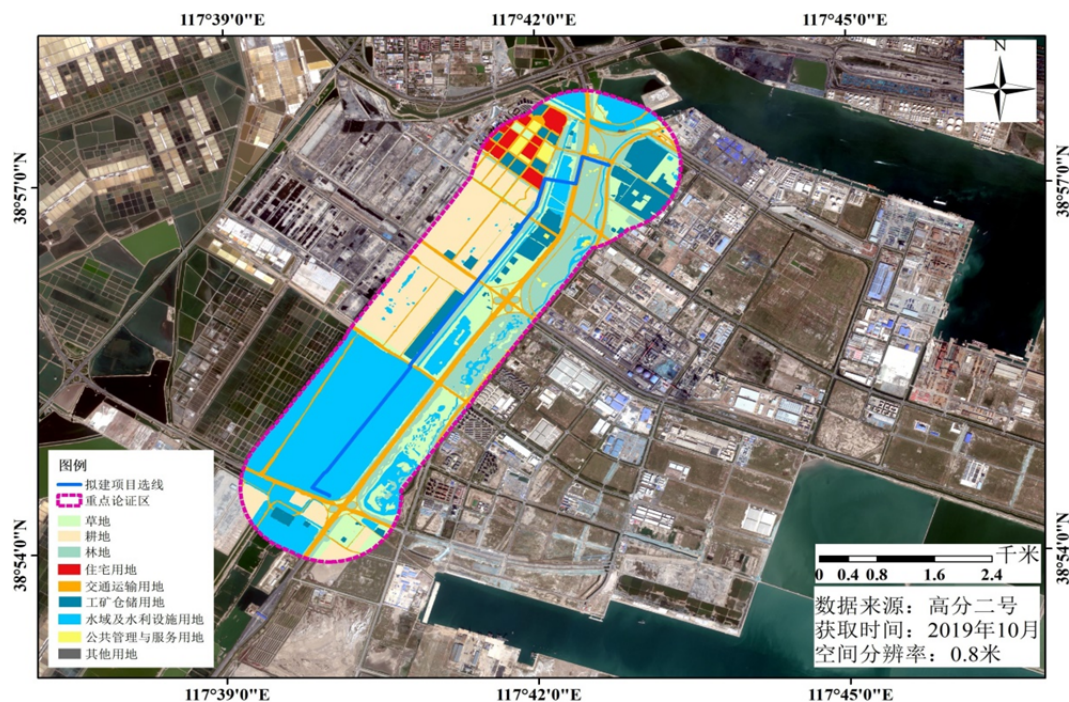 117°39'0"E 117°42'0"E 117°45'0"E
N
38°57'0"N 38°57'0"N
图例
拟建项目选线
重点论证区
草地
耕地
林地
住宅用地
交通运输用地
工矿仓储用地
水域及水利设施用地
公共管理与服务用地
其他用地
38°54'0"N 38°54'0"N
千米
0 0.4 0.8 1.6 2.4
数据来源：高分二号
获取时间：2019年10月
空间分辨率：0.8米
117°39'0"E 117°42'0"E 117°45'0"E